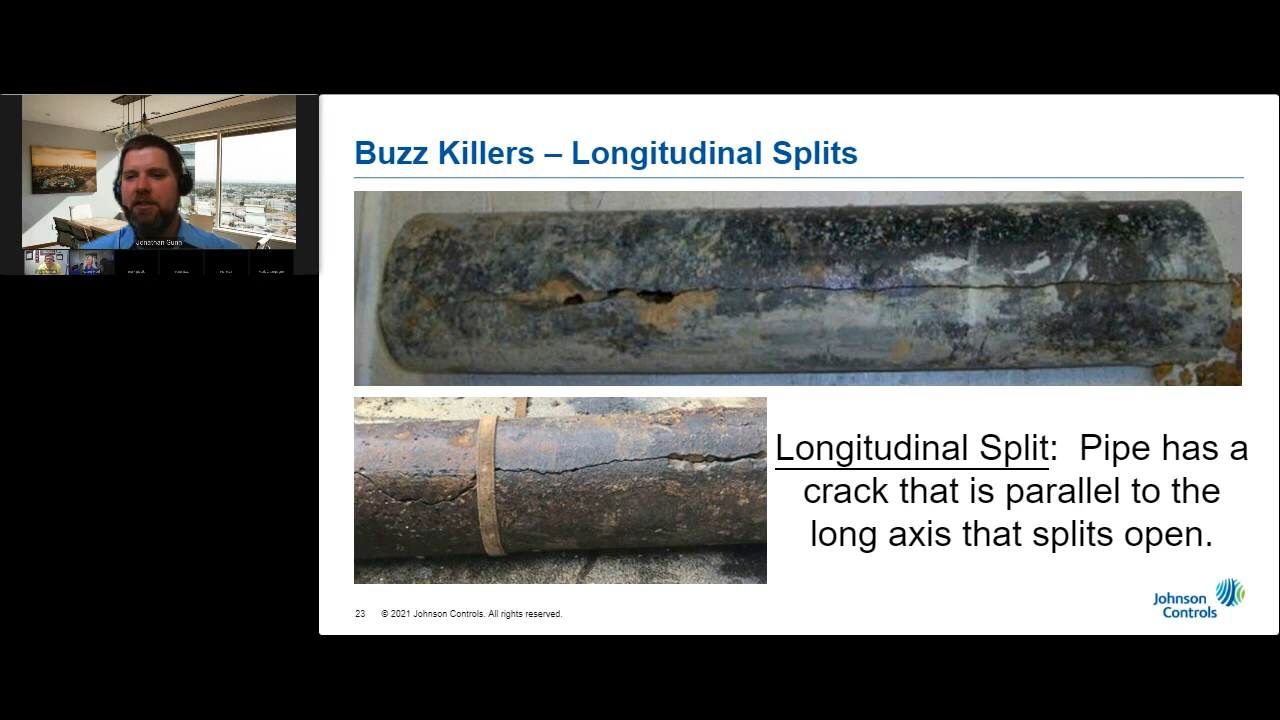 Jonathan Gunn
Buzz Killers – Longitudinal Splits
Longitudinal Split:  Pipe has a
crack that is parallel to the
long axis that splits open.
23
© 2021 Johnson Controls. All rights reserved.
Johnson
Controls